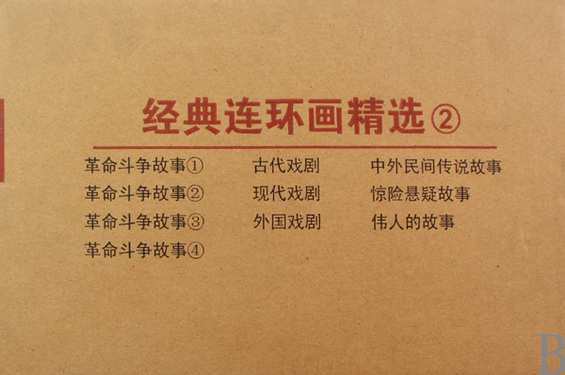 经典连环画精选②
革命斗争故事① 古代戏剧 中外民间传说故事
革命斗争故事② 现代戏剧 惊险悬疑故事
革命斗争故事③ 外国戏剧 伟人的故事
革命斗争故事④
B